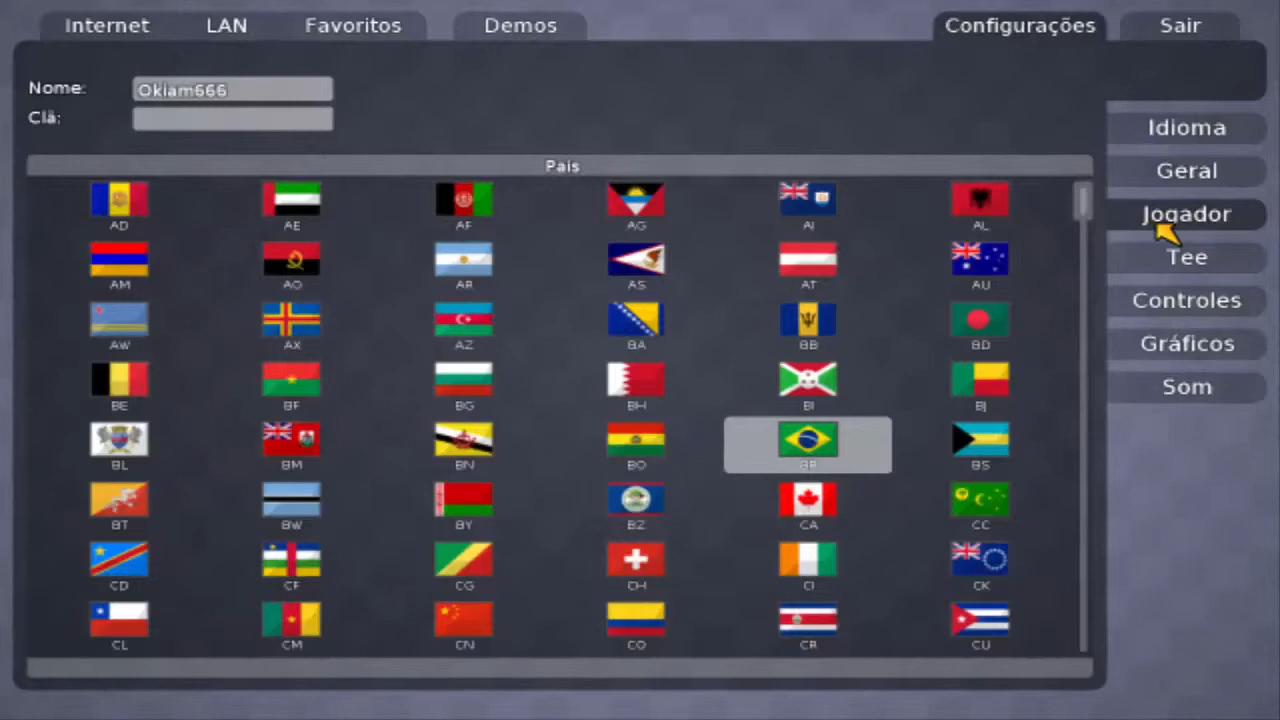 Internet LAN Favoritos Demos Configurações Sair
Nome: Okiam666
Clã:
País
AD AE AF AG AI AL
AM AO AR AS AT AU
AW AX AZ BA BB BD
BE BF BG BH BI BJ
BL BM BN BO BR BS
BT BW BY BZ CA CC
CD CF CG CH CI CK
CL CM CN CO CR CU
Idioma
Geral
Jogador
Tee
Controles
Gráficos
Som